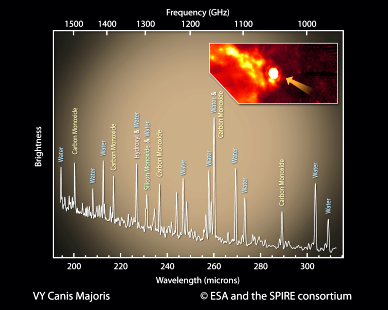 Frequency (GHz)
1500 1400 1300 1200 1100 1000
Brightness
Water
Carbon Monoxide
Water
Water
Carbon Monoxide
Hydroxyl & Water
Silicon Monoxide & Water
Carbon Monoxide
Water
Water
Water &
Carbon Monoxide
Water
Water
Carbon Monoxide
Water
Water
200 220 240 260 280 300
Wavelength (microns)
VY Canis Majoris © ESA and the SPIRE consortium